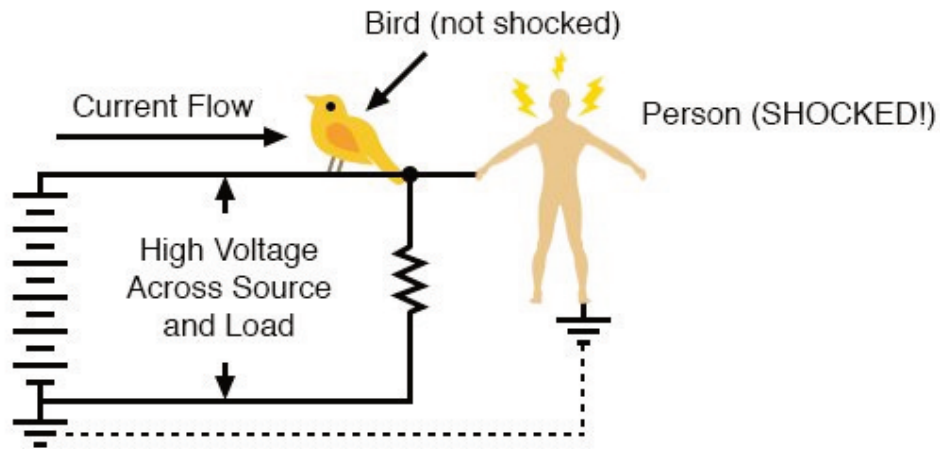 Bird (not shocked)
Current Flow
Person (SHOCKED!)
High Voltage
Across Source
and Load